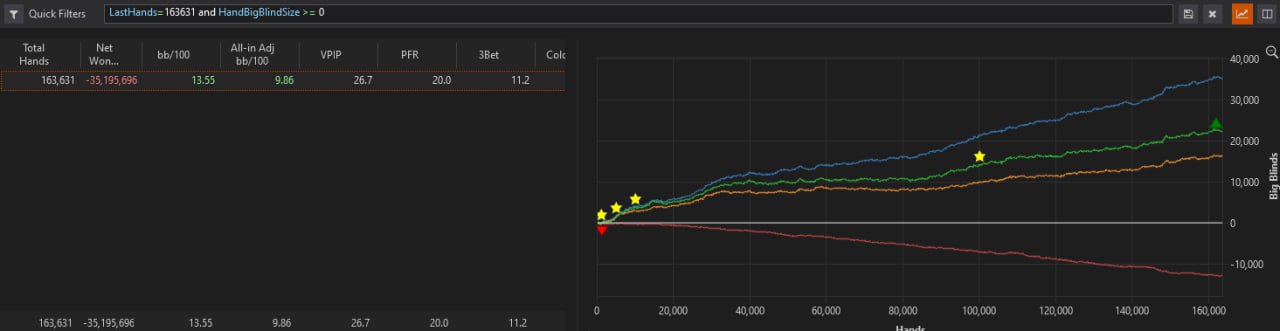 Quick Filters LastHands=163631 and HandBigBlindSize >= 0
Total Hands Net Won... bb/100 All-in Adj bb/100 VPIP PFR 3Bet Cold
163,631 -35,195,696 13.55 9.86 26.7 20.0 11.2
40,000
30,000
20,000
10,000
0
-10,000
Big Blinds
0 20,000 40,000 60,000 80,000 100,000 120,000 140,000 160,000
Hands
163,631 -35,195,696 13.55 9.86 26.7 20.0 11.2